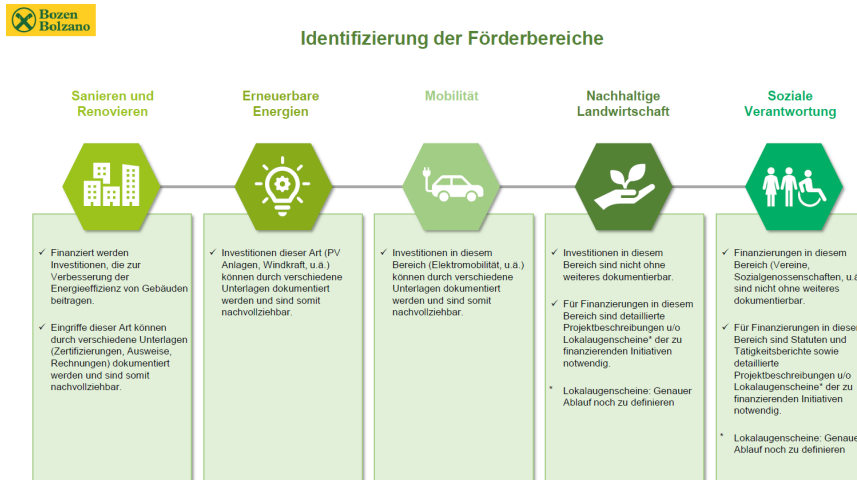 Bozen
Bolzano
Identifizierung der Förderbereiche
Sanieren und
Renovieren
Finanziert werden
Investitionen, die zur
Verbesserung der
Energieeffizienz von Gebäuden
beitragen.
Eingriffe dieser Art können
durch verschiedene Unterlagen
(Zertifizierungen, Ausweise,
Rechnungen) dokumentiert
werden und sind somit
nachvollziehbar.
Erneuerbare
Energien
Investitionen dieser Art (PV
Anlagen, Windkraft, u.ä.)
können durch verschiedene
Unterlagen dokumentiert
werden und sind somit
nachvollziehbar.
Mobilität
Investitionen in diesem
Bereich (Elektromobilität, u.ä.)
können durch verschiedene
Unterlagen dokumentiert
werden und sind somit
nachvollziehbar.
Nachhaltige
Landwirtschaft
Investitionen in diesem
Bereich sind nicht ohne
weiteres dokumentierbar.
Für Finanzierungen in diesem
Bereich sind detaillierte
Projektbeschreibungen u/o
Lokalaugenscheine* der zu
finanzierenden Initiativen
notwendig.
* Lokalaugenscheine: Genauer
Ablauf noch zu definieren
Soziale
Verantwortung
Finanzierungen in diesem
Bereich (Vereine,
Sozialgenossenschaften, u.ä
sind nicht ohne weiteres
dokumentierbar.
Für Finanzierungen in diesem
Bereich sind Statuten und
Tätigkeitsberichte sowie
detaillierte
Projektbeschreibungen u/o
Lokalaugenscheine* der zu
finanzierenden Initiativen
notwendig.
* Lokalaugenscheine: Genauer
Ablauf noch zu definieren